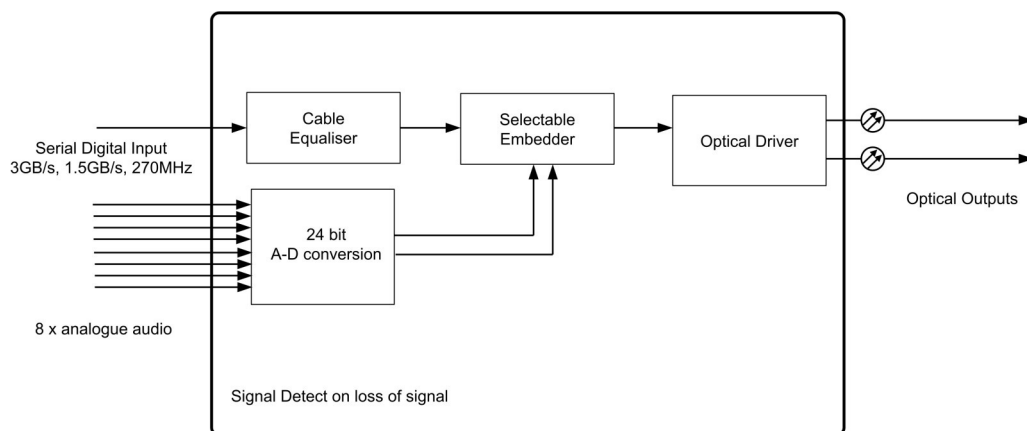 Cable
Equaliser
Selectable
Embedder
Optical Driver
Serial Digital Input
3GB/s, 1.5GB/s, 270MHz
Optical Outputs
24 bit
A-D conversion
8 x analogue audio
Signal Detect on loss of signal